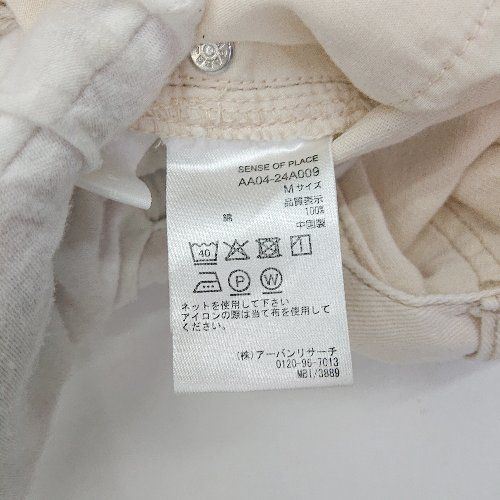 SENSE OF PLACE
AA04-24A009
Mサイズ
品質表示
綿 100%
中国製
40
P W
ネットを使用して下さい
アイロンの際は当て布を使用して
ください。
(株)アーバンリサーチ
0120-96-7013
MBI/3889